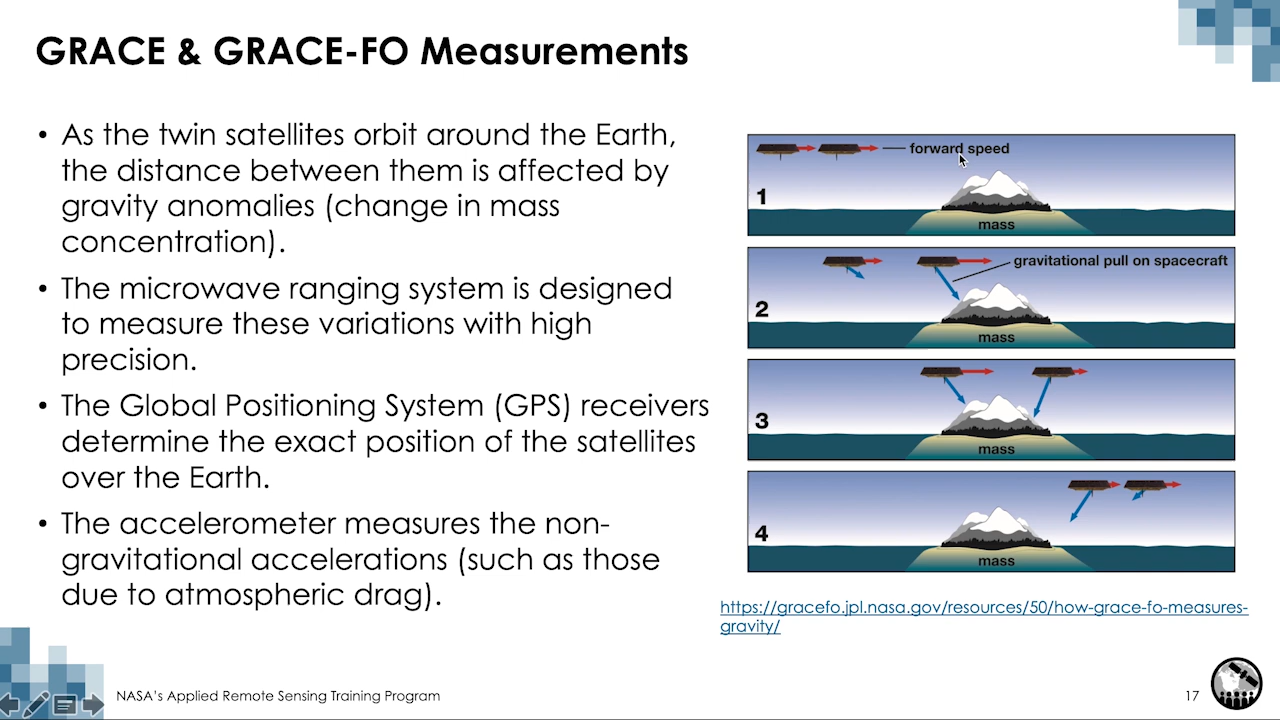 GRACE & GRACE-FO Measurements
• As the twin satellites orbit around the Earth,
the distance between them is affected by
gravity anomalies (change in mass
concentration).
• The microwave ranging system is designed
to measure these variations with high
precision.
• The Global Positioning System (GPS) receivers
determine the exact position of the satellites
over the Earth.
• The accelerometer measures the non-
gravitational accelerations (such as those
due to atmospheric drag).
forward speed
1
mass
gravitational pull on spacecraft
2
mass
3
mass
4
mass
https://gracefo.jpl.nasa.gov/resources/50/how-grace-fo-measures-
gravity/
NASA's Applied Remote Sensing Training Program
17